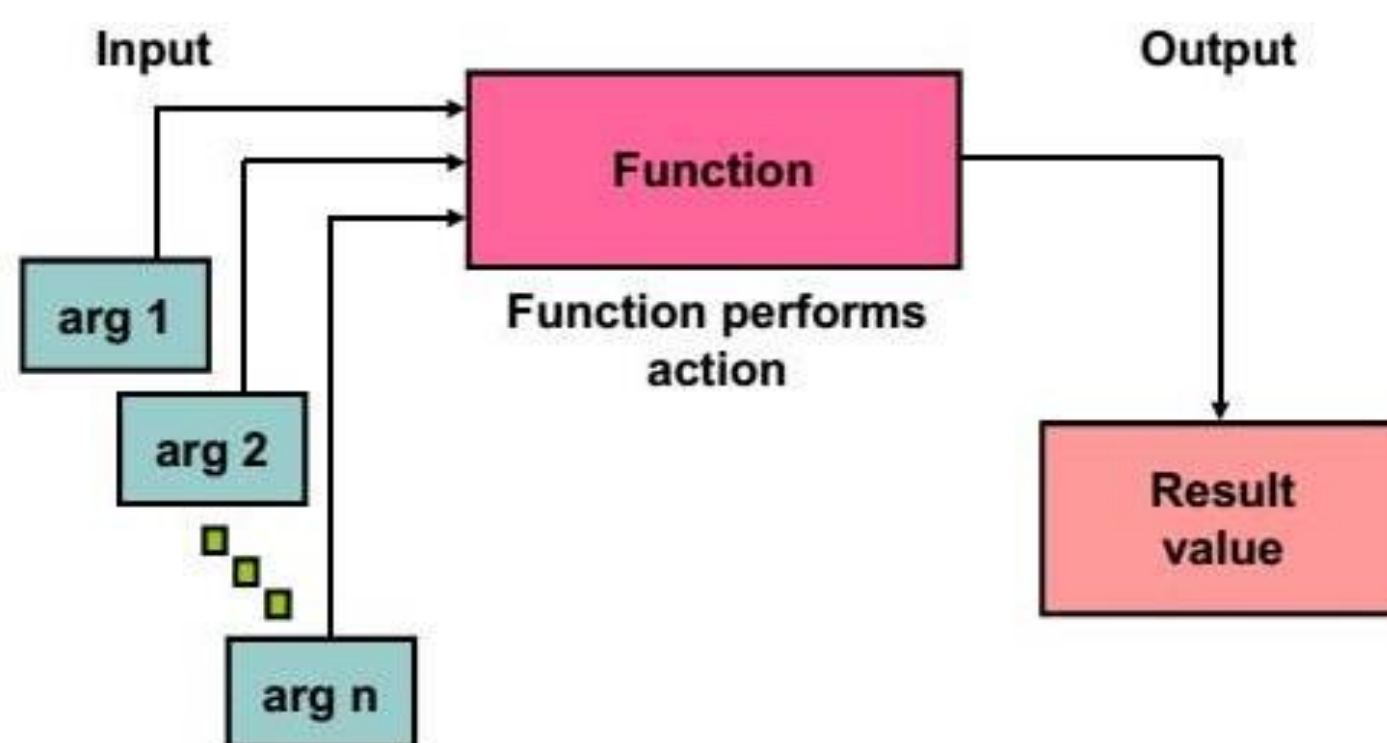 Input
Output
Function
Function performs
action
arg 1
arg 2
arg n
Result
value